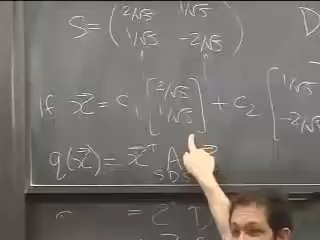 S = ( 2/√5 1/√5 D
1/√5 -2/√5 )
If x⃗ = c₁ [ 2/√5 ] + c₂ [ 1/√5
1/√5 -2/√5
q(x⃗) = x⃗ᵀ A x⃗
S D S
= c⃗